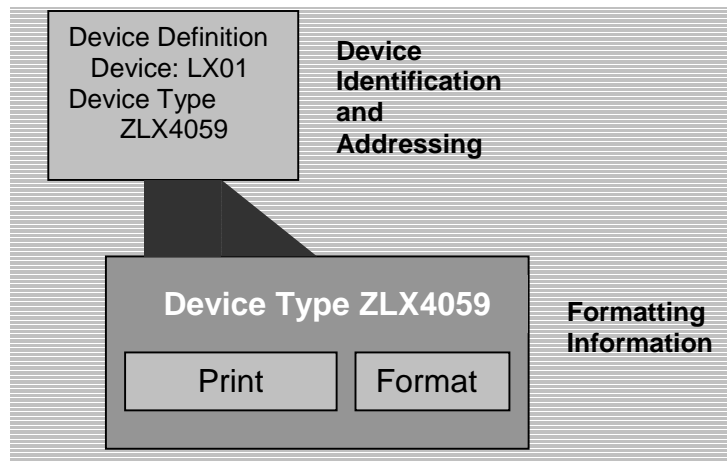 Device Definition
Device: LX01
Device Type
ZLX4059
Device
Identification
and
Addressing
Device Type ZLX4059
Print
Format
Formatting
Information